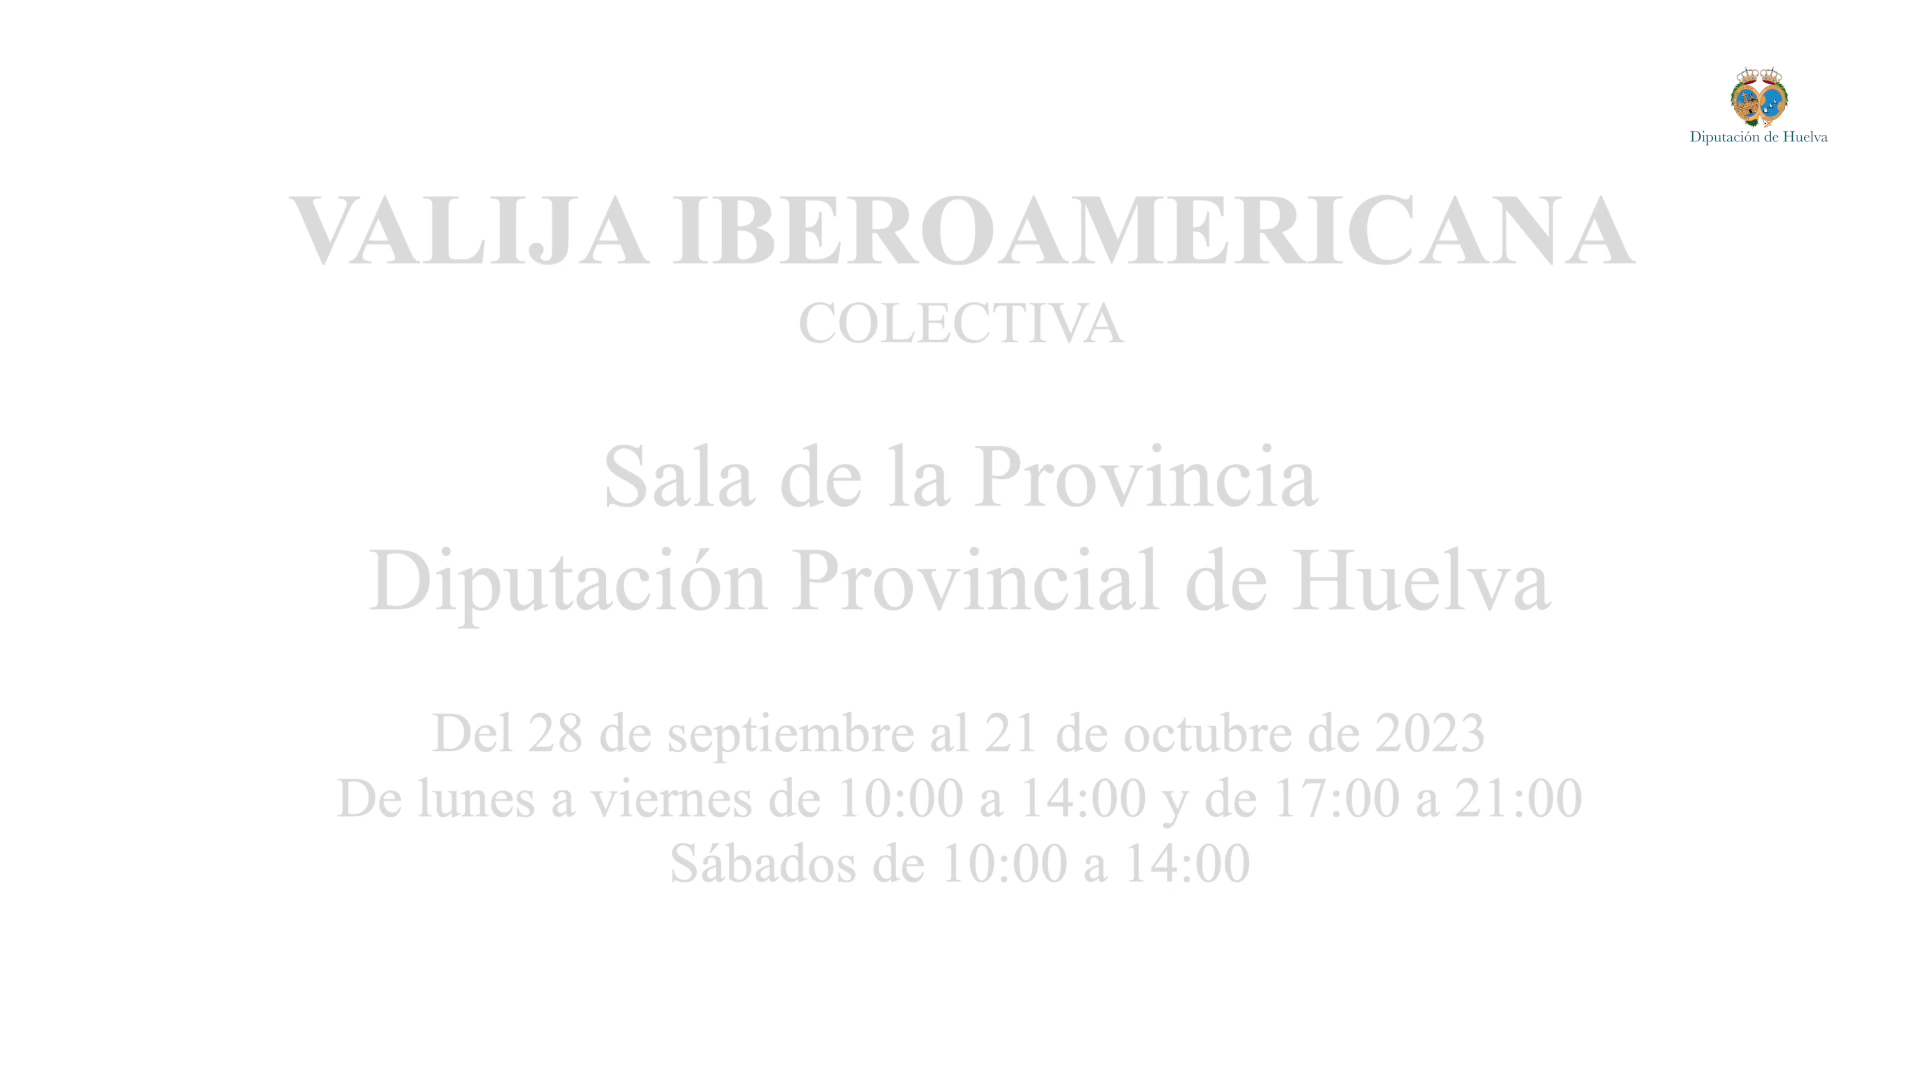 Diputación de Huelva
VALIJA IBEROAMERICANA
COLECTIVA
Sala de la Provincia
Diputación Provincial de Huelva
Del 28 de septiembre al 21 de octubre de 2023
De lunes a viernes de 10:00 a 14:00 y de 17:00 a 21:00
Sábados de 10:00 a 14:00